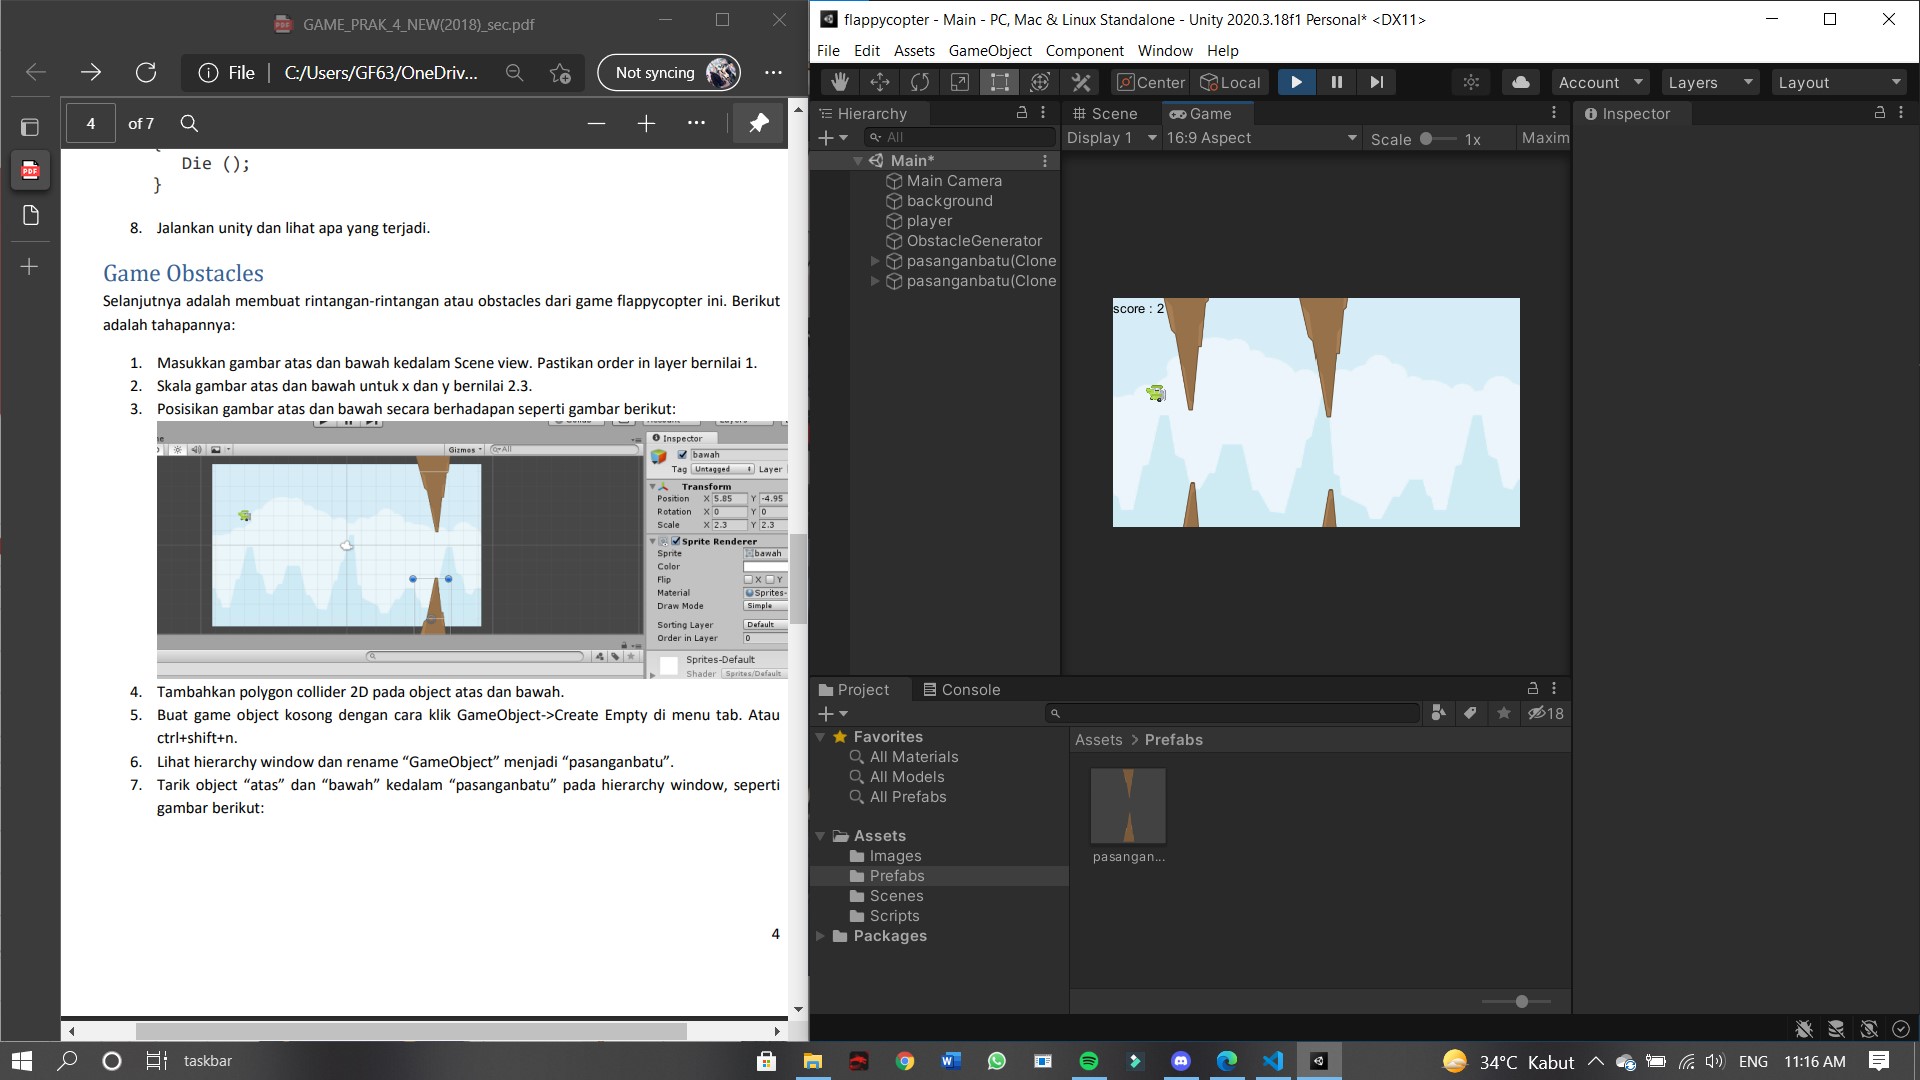 GAME_PRAK_4_NEW(2018)_sec.pdf
File
C:/Users/GF63/OneDriv...
Not syncing
4
of 7
Die ();
}
8. Jalankan unity dan lihat apa yang terjadi.
Game Obstacles
Selanjutnya adalah membuat rintangan-rintangan atau obstacles dari game flappycopter ini. Berikut
adalah tahapannya:
1. Masukkan gambar atas dan bawah kedalam Scene view. Pastikan order in layer bernilai 1.
2. Skala gambar atas dan bawah untuk x dan y bernilai 2.3.
3. Posisikan gambar atas dan bawah secara berhadapan seperti gambar berikut:
Gizmos
All
Inspector
bawah
Tag Untagged Layer
Transform
Position X 5.85 Y -4.95
Rotation X 0 Y 0
Scale X 2.3 Y 2.3
Sprite Renderer
Sprite bawah
Color
Flip X Y
Material Sprites-
Draw Mode Simple
Sorting Layer Default
Order in Layer 0
Sprites-Default
Shader Sprites/Default
4. Tambahkan polygon collider 2D pada object atas dan bawah.
5. Buat game object kosong dengan cara klik GameObject->Create Empty di menu tab. Atau
ctrl+shift+n.
6. Lihat hierarchy window dan rename “GameObject” menjadi “pasanganbatu”.
7. Tarik object “atas” dan “bawah” kedalam “pasanganbatu” pada hierarchy window, seperti
gambar berikut:
4
flappycopter - Main - PC, Mac & Linux Standalone - Unity 2020.3.18f1 Personal* <DX11>
File Edit Assets GameObject Component Window Help
Center Local Account Layers Layout
Hierarchy
All
Main*
Main Camera
background
player
ObstacleGenerator
pasanganbatu(Clone
pasanganbatu(Clone
Scene Game
Display 1 16:9 Aspect Scale 1x Maxim
score : 2
Inspector
Project Console
18
Favorites
All Materials
All Models
All Prefabs
Assets
Images
Prefabs
Scenes
Scripts
Packages
Assets > Prefabs
pasangan...
taskbar
34°C Kabut
ENG
11:16 AM